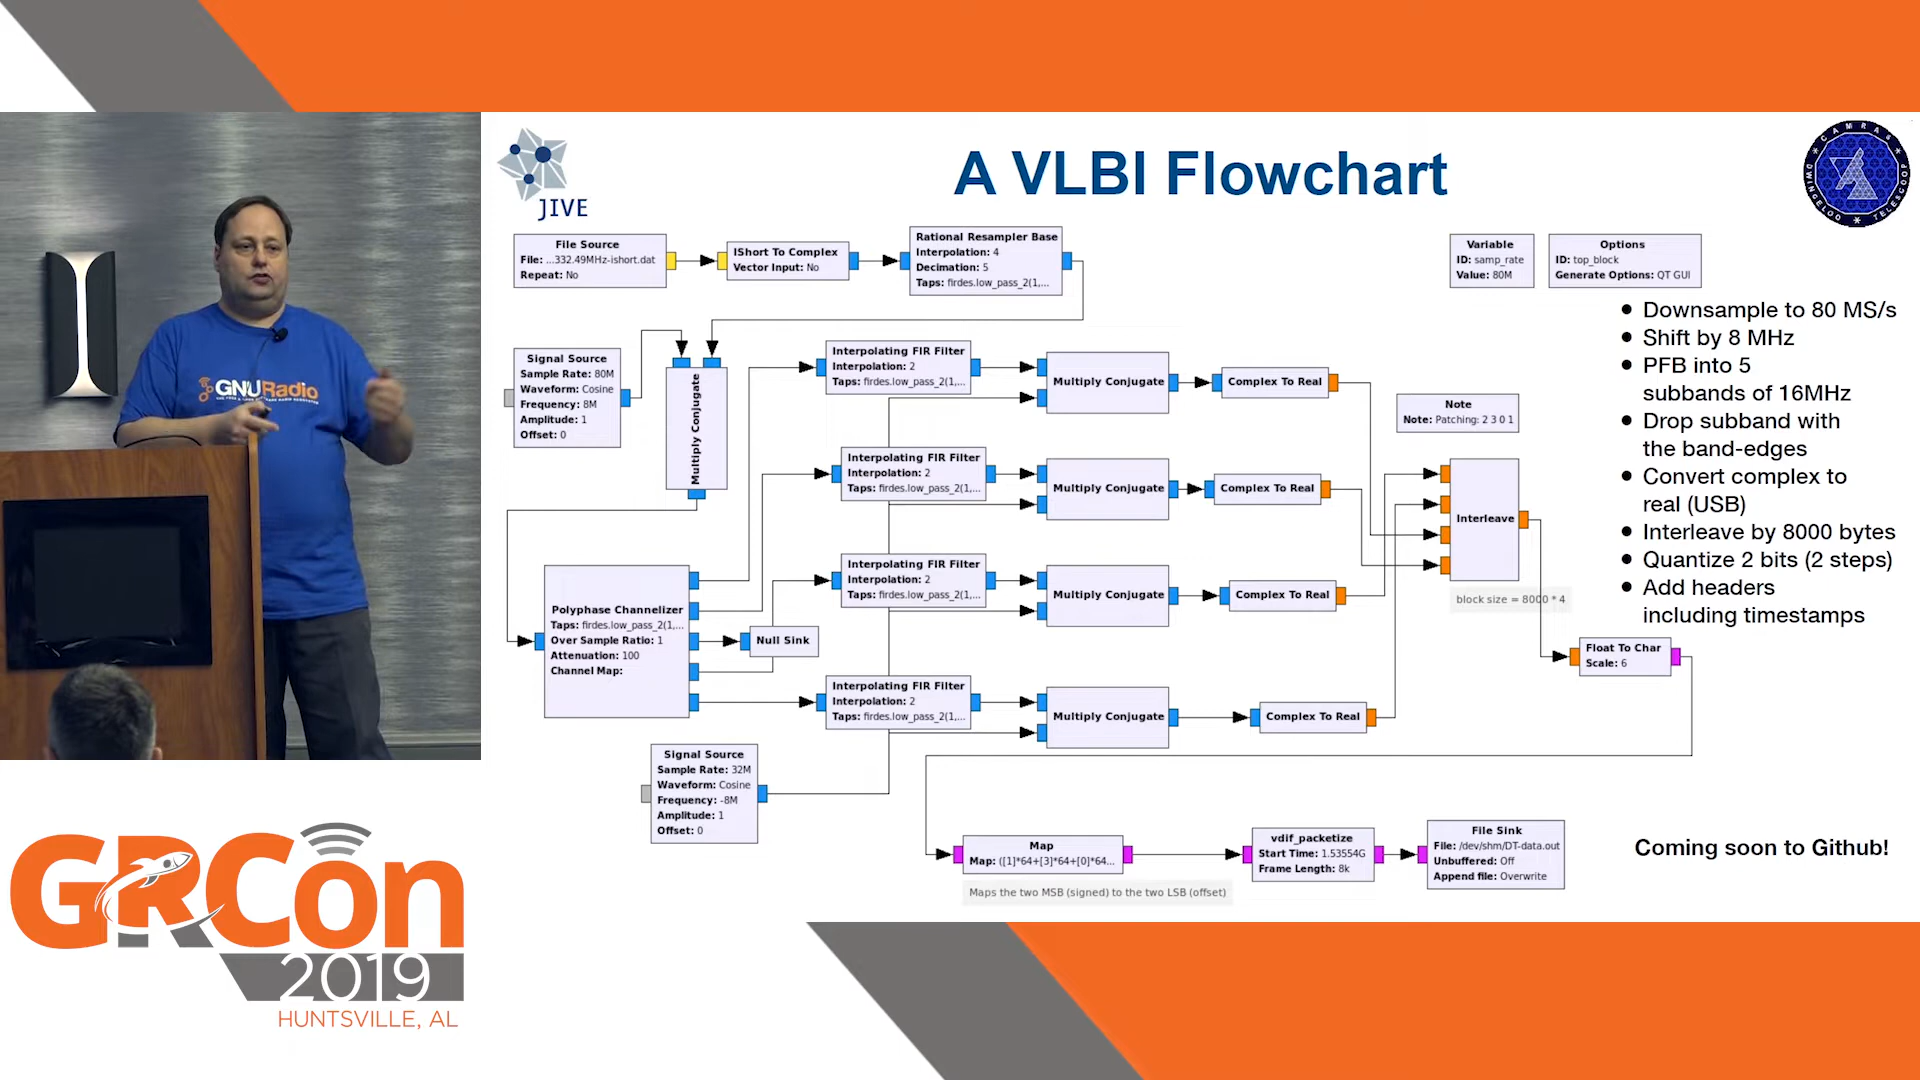 JIVE
A VLBI Flowchart
CAMRAS
DWINGELOO TELESCOOP
File Source
File: ...332.49MHz-ishort.dat
Repeat: No
IShort To Complex
Vector Input: No
Rational Resampler Base
Interpolation: 4
Decimation: 5
Taps: firdes.low_pass_2(1,...
Variable
ID: samp_rate
Value: 80M
Options
ID: top_block
Generate Options: QT GUI
Signal Source
Sample Rate: 80M
Waveform: Cosine
Frequency: 8M
Amplitude: 1
Offset: 0
Multiply Conjugate
Interpolating FIR Filter
Interpolation: 2
Taps: firdes.low_pass_2(1,...
Multiply Conjugate
Complex To Real
Interpolating FIR Filter
Interpolation: 2
Taps: firdes.low_pass_2(1,...
Multiply Conjugate
Complex To Real
Interpolating FIR Filter
Interpolation: 2
Taps: firdes.low_pass_2(1,...
Multiply Conjugate
Complex To Real
Interpolating FIR Filter
Interpolation: 2
Taps: firdes.low_pass_2(1,...
Multiply Conjugate
Complex To Real
Note
Note: Patching: 2 3 0 1
Interleave
block size = 8000 * 4
Polyphase Channelizer
Taps: firdes.low_pass_2(1,...
Over Sample Ratio: 1
Attenuation: 100
Channel Map:
Null Sink
Signal Source
Sample Rate: 32M
Waveform: Cosine
Frequency: -8M
Amplitude: 1
Offset: 0
Float To Char
Scale: 6
Map
Map: ([1]*64+[3]*64+[0]*64...
Maps the two MSB (signed) to the two LSB (offset)
vdif_packetize
Start Time: 1.53554G
Frame Length: 8k
File Sink
File: /dev/shm/DT-data.out
Unbuffered: Off
Append file: Overwrite
• Downsample to 80 MS/s
• Shift by 8 MHz
• PFB into 5
subbands of 16MHz
• Drop subband with
the band-edges
• Convert complex to
real (USB)
• Interleave by 8000 bytes
• Quantize 2 bits (2 steps)
• Add headers
including timestamps
Coming soon to Github!
GNURadio
GRCon
2019
HUNTSVILLE, AL